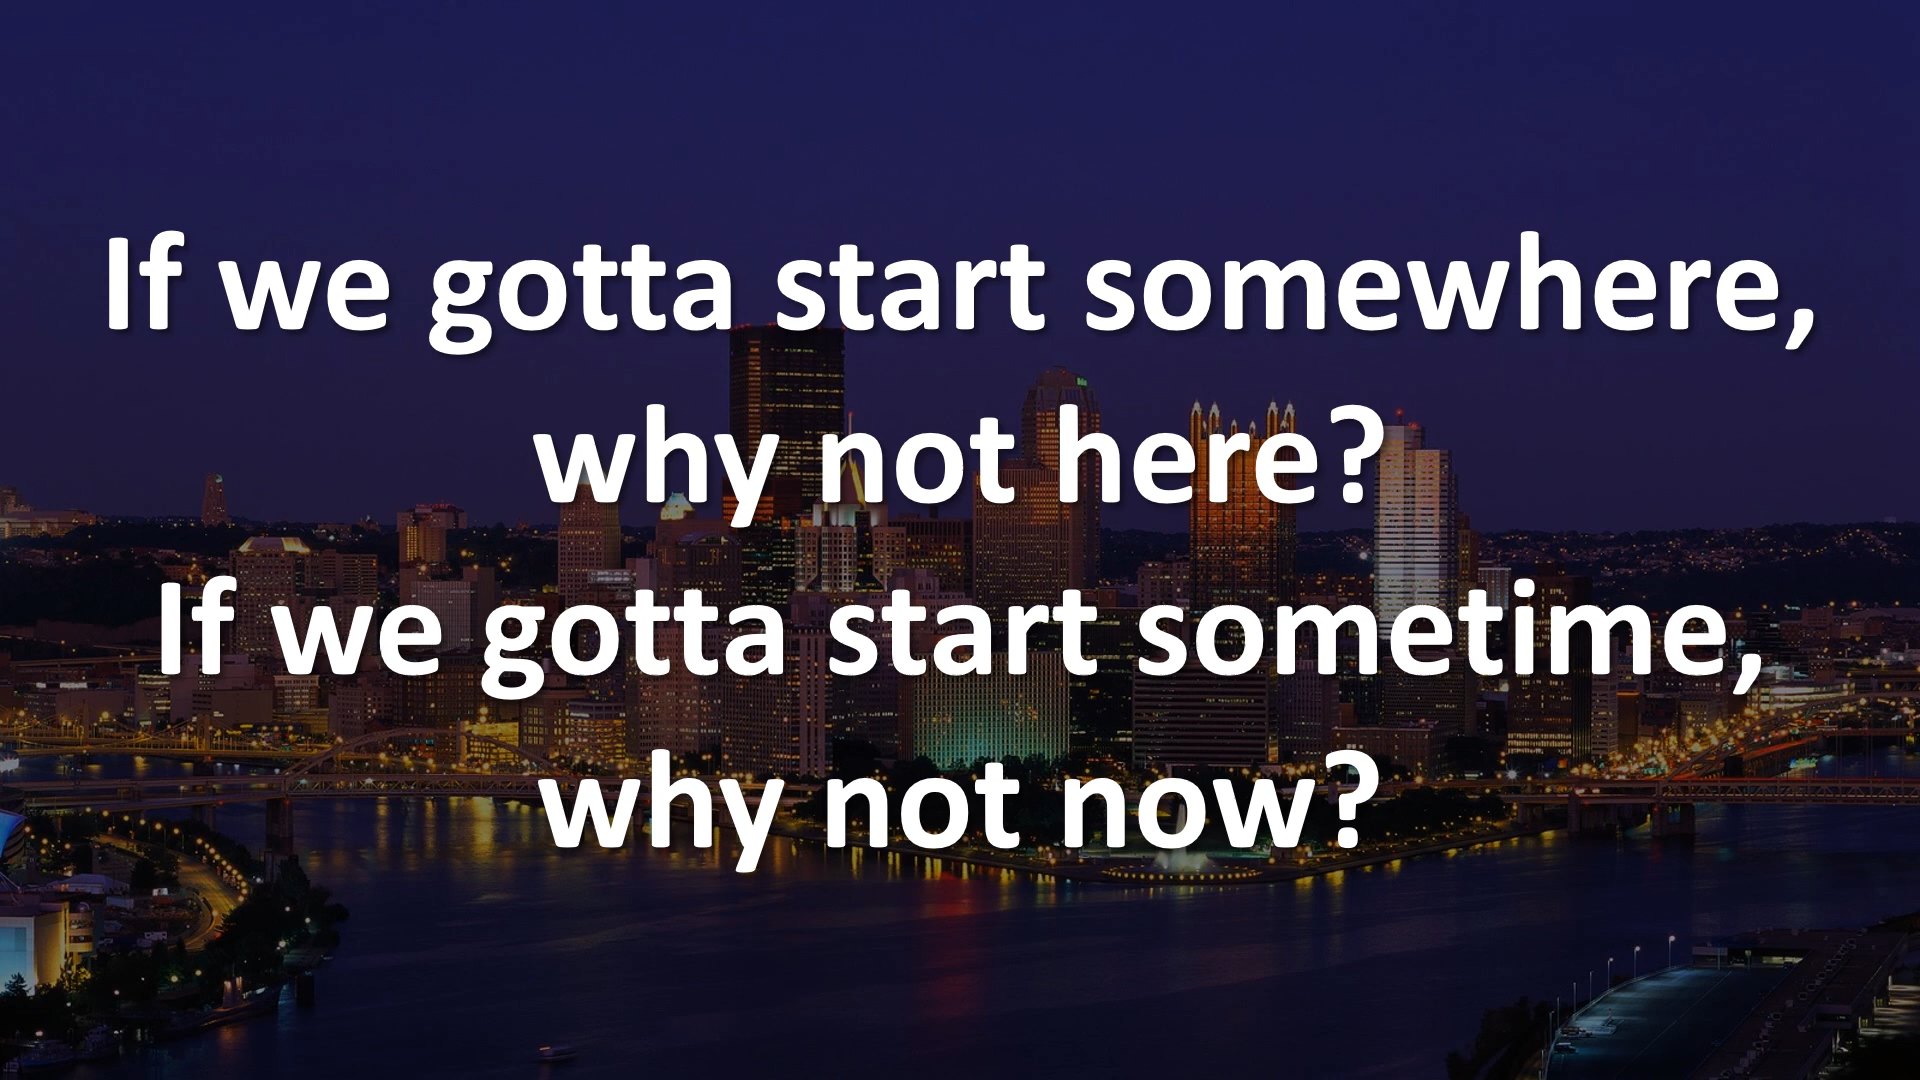 If we gotta start somewhere,
why not here?
If we gotta start sometime,
why not now?